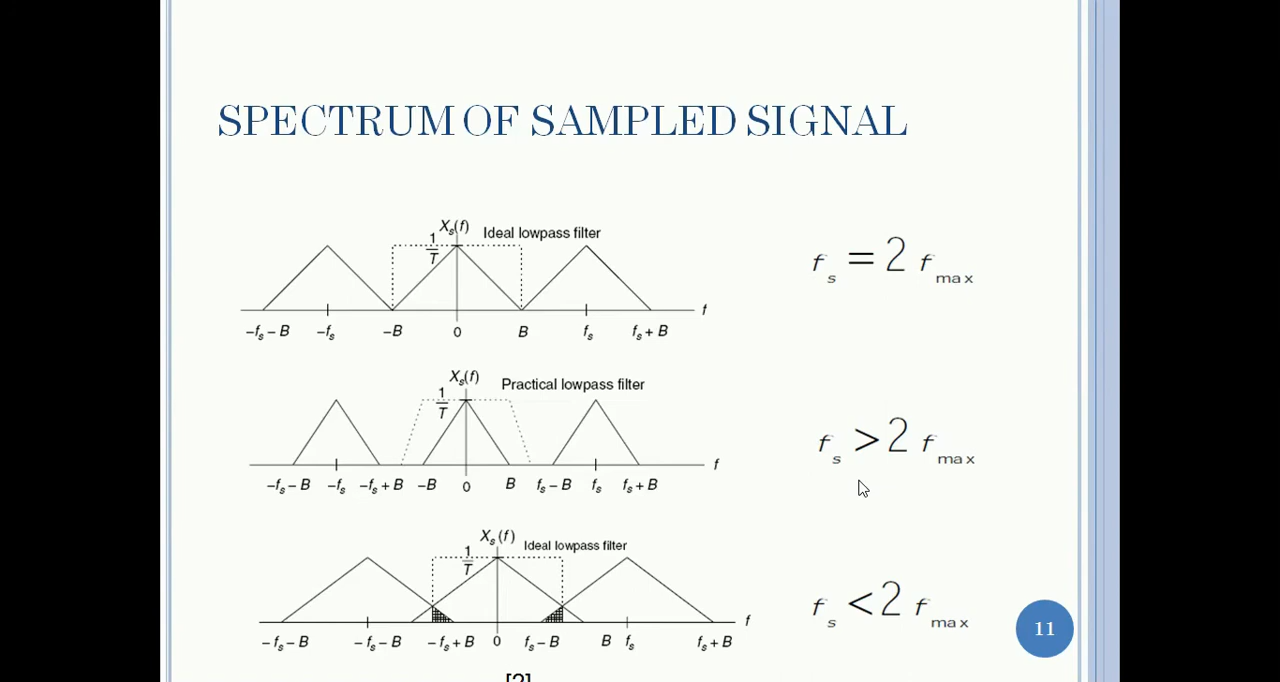 SPECTRUM OF SAMPLED SIGNAL
Xs(f) Ideal lowpass filter
1/T
−fs − B −fs −B 0 B fs fs + B f
fs = 2 fmax
Xs(f) Practical lowpass filter
1/T
−fs − B −fs −fs + B −B 0 B fs − B fs fs + B f
fs > 2 fmax
Xs(f) Ideal lowpass filter
1/T
−fs − B −fs − B −fs + B 0 fs − B B fs fs + B f
fs < 2 fmax
11